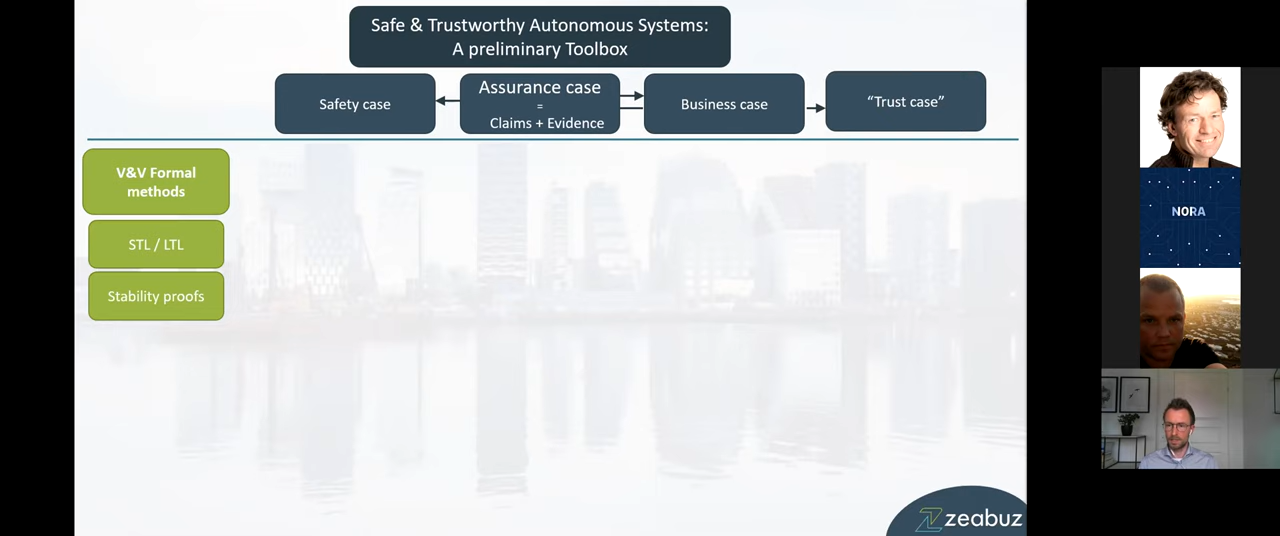 Safe & Trustworthy Autonomous Systems:
A preliminary Toolbox
Safety case
Assurance case
=
Claims + Evidence
Business case
“Trust case”
V&V Formal
methods
STL / LTL
Stability proofs
zeabuz
NORA